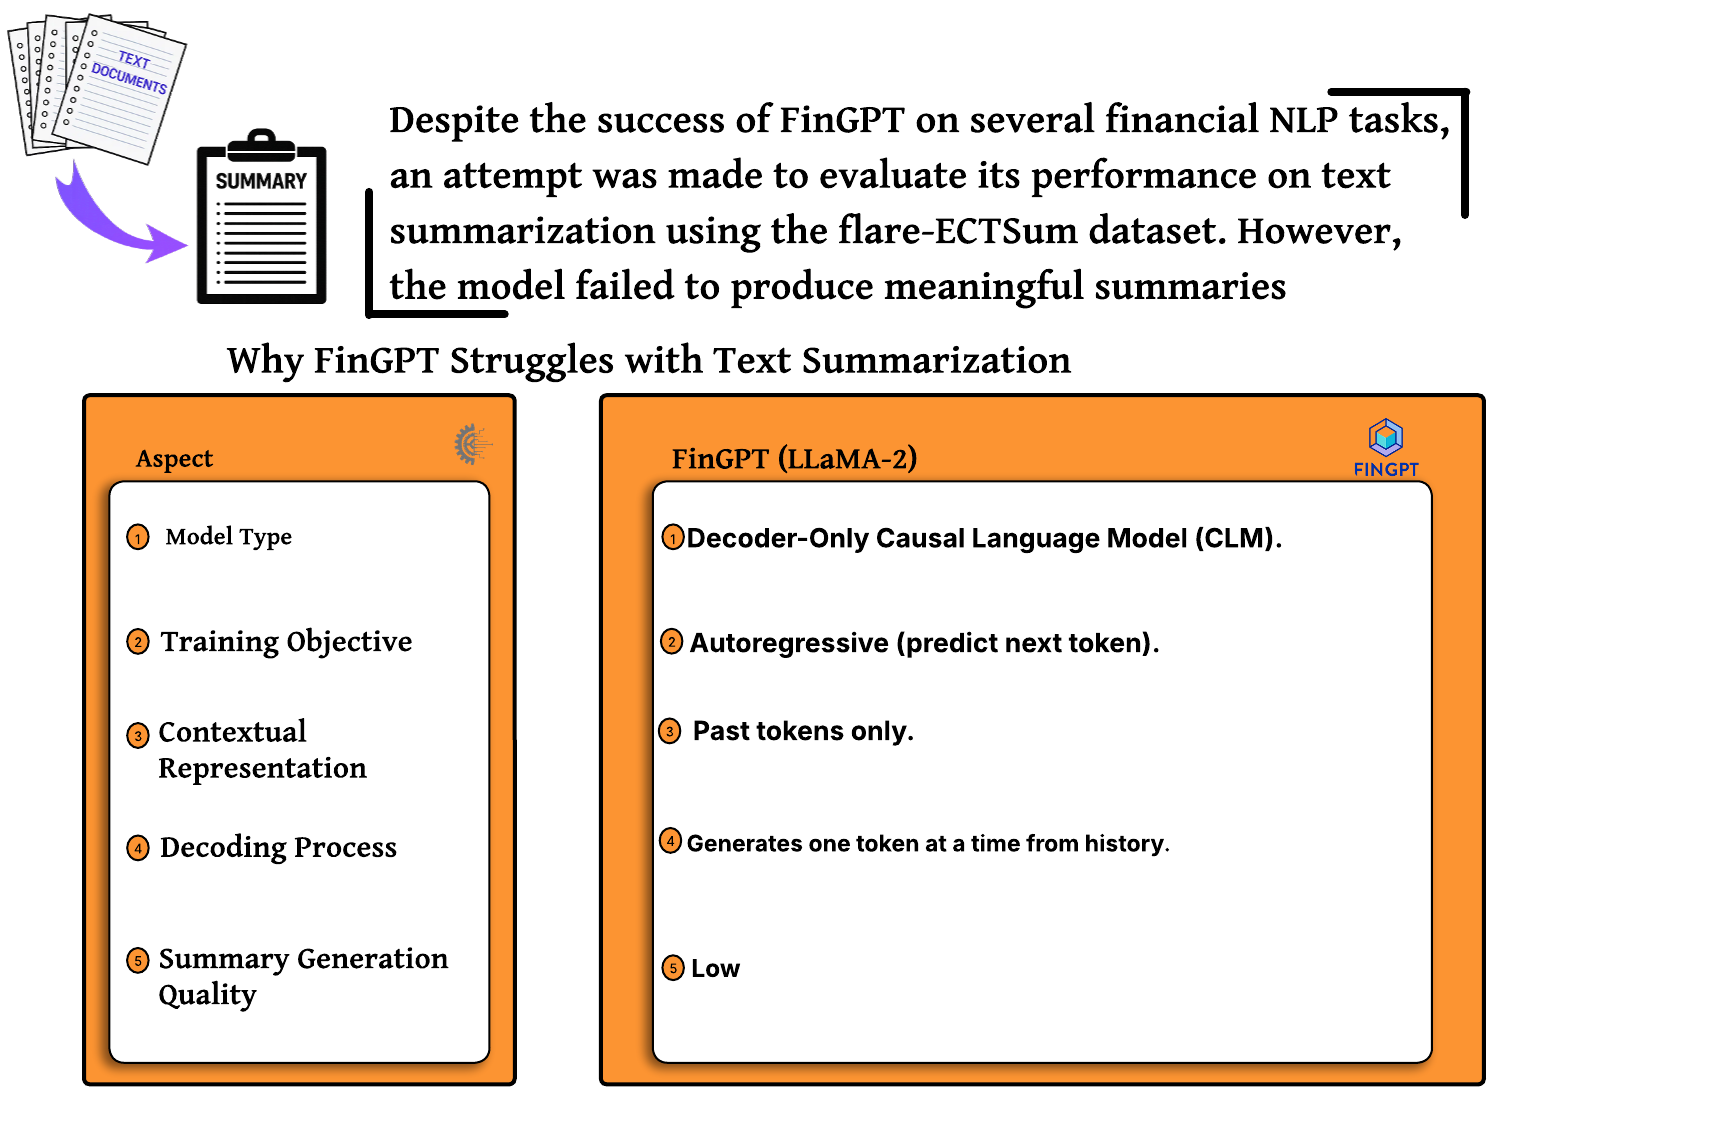 TEXT
DOCUMENTS
SUMMARY
Despite the success of FinGPT on several financial NLP tasks,
an attempt was made to evaluate its performance on text
summarization using the flare-ECTSum dataset. However,
the model failed to produce meaningful summaries
Why FinGPT Struggles with Text Summarization
Aspect
1 Model Type
2 Training Objective
3 Contextual
Representation
4 Decoding Process
5 Summary Generation
Quality
FinGPT (LLaMA-2)
FINGPT
1 Decoder-Only Causal Language Model (CLM).
2 Autoregressive (predict next token).
3 Past tokens only.
4 Generates one token at a time from history.
5 Low